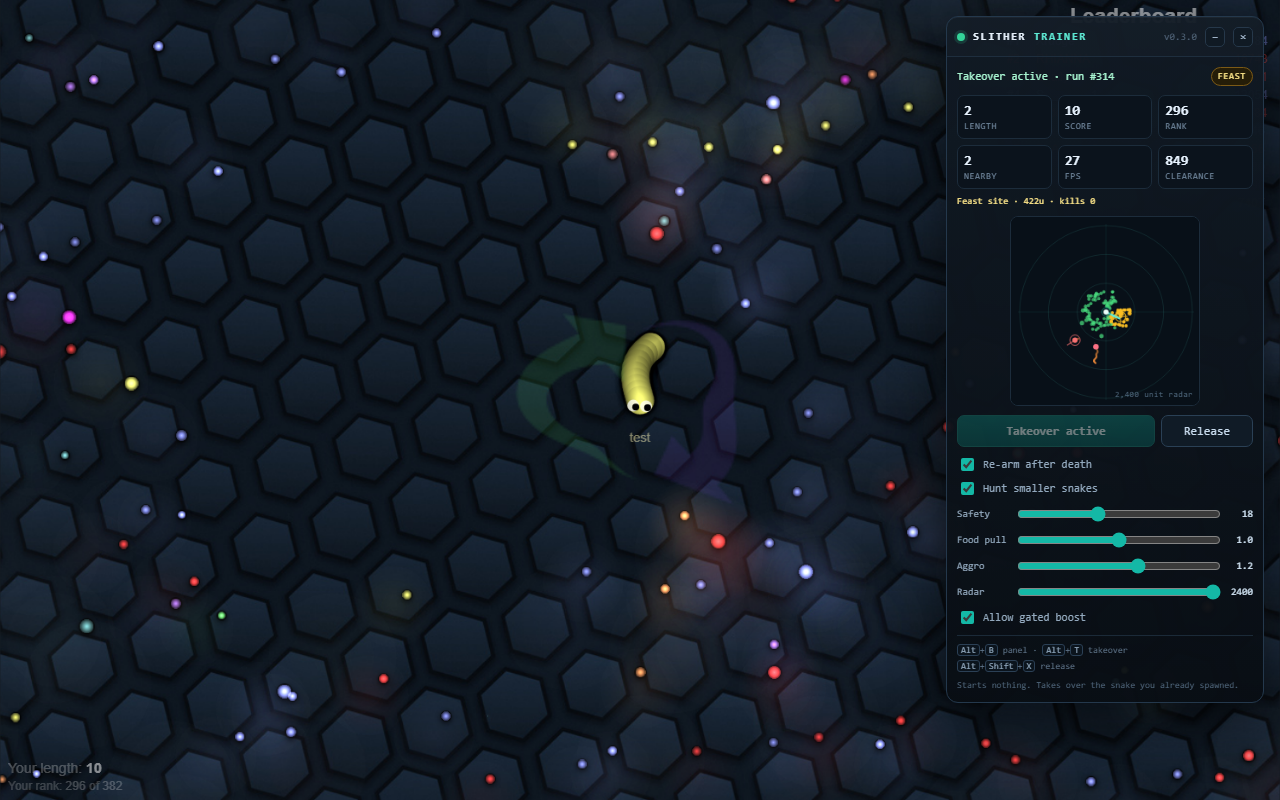 Leaderboard
SLITHER TRAINER v0.3.0
Takeover active · run #314 FEAST
2 10 296
LENGTH SCORE RANK
2 27 849
NEARBY FPS CLEARANCE
Feast site · 422u · kills 0
2,400 unit radar
Takeover active Release
Re-arm after death
Hunt smaller snakes
Safety 18
Food pull 1.0
Aggro 1.2
Radar 2400
Allow gated boost
Alt+B panel · Alt+T takeover
Alt+Shift+X release
Starts nothing. Takes over the snake you already spawned.
test
Your length: 10
Your rank: 296 of 382